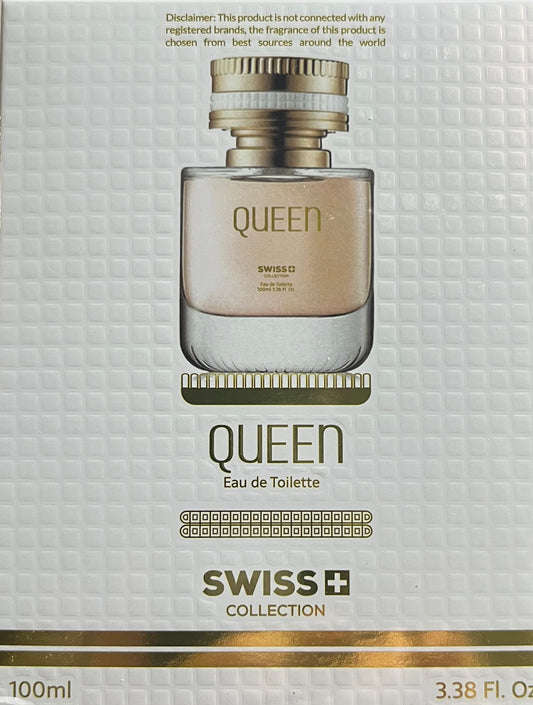 Disclaimer: This product is not connected with any
registered brands, the fragrance of this product is
chosen from best sources around the world
QUEEN
SWISS
COLLECTION
Eau de Toilette
100ml 3.38 Fl. Oz
QUEEN
Eau de Toilette
SWISS
COLLECTION
100ml
3.38 Fl. Oz